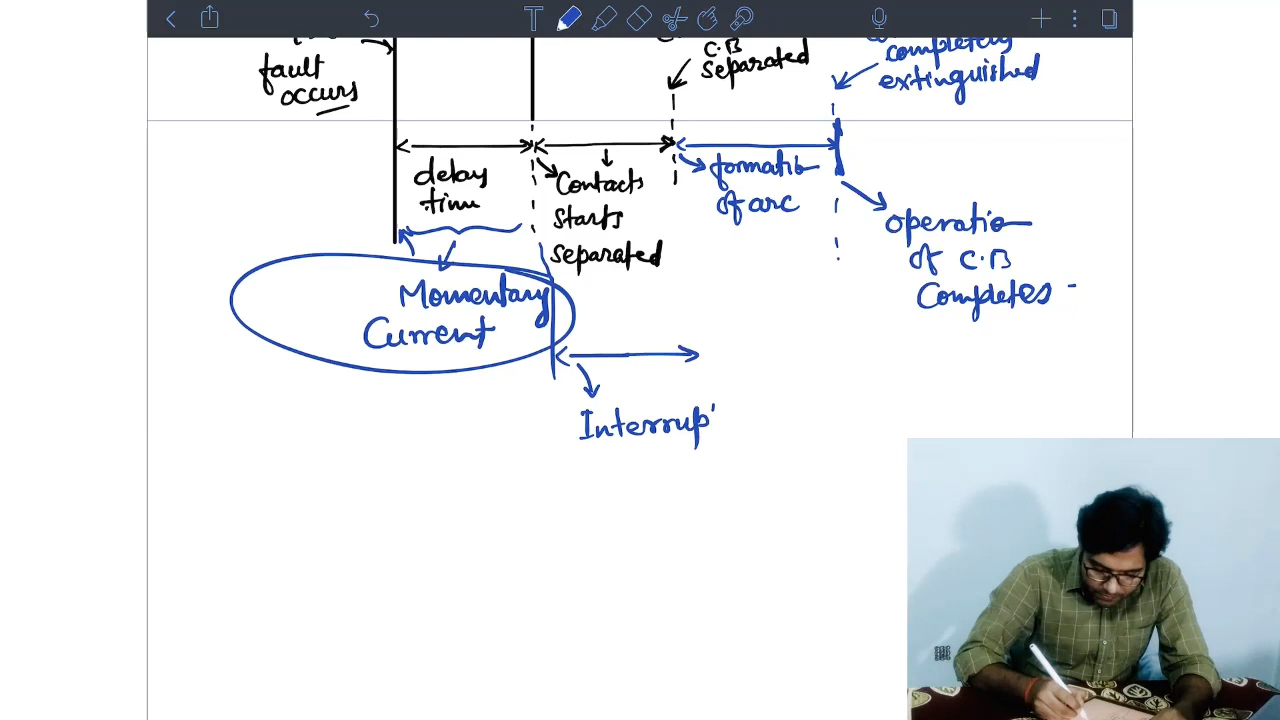 fault
occurs
C.B
separated
completely
extinguished
delay
time
Contacts
starts
separated
formation
of arc
operation
of C.B
Completes
Momentary
Current
Interrup